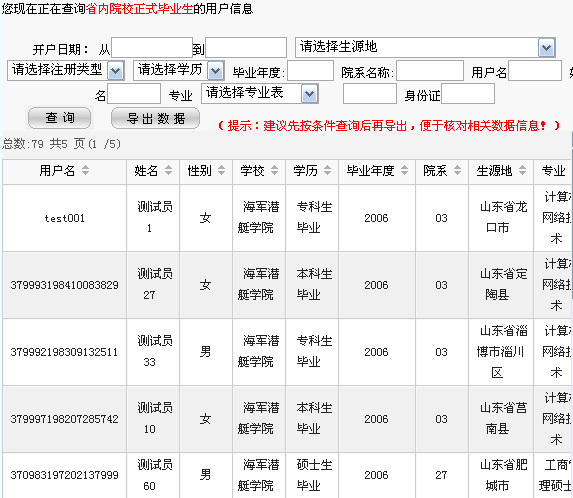 您现在正在查询省内院校正式毕业生的用户信息
开户日期: 从 到 请选择生源地
请选择注册类型 请选择学历 毕业年度: 院系名称: 用户名
名 专业 请选择专业表 身份证
查 询 导 出 数 据 (提示:建议先按条件查询后再导出,便于核对相关数据信息!)
总数:79 共5 页(1 /5)
用户名 姓名 性别 学校 学历 毕业年度 院系 生源地 专业
test001 测试员1 女 海军潜艇学院 专科生毕业 2006 03 山东省龙口市 计算机网络技术
379993198410083829 测试员27 女 海军潜艇学院 本科生毕业 2006 03 山东省定陶县 计算机网络技术
379992198309132511 测试员33 男 海军潜艇学院 专科生毕业 2006 03 山东省淄博市淄川区 计算机网络技术
379997198207285742 测试员10 女 海军潜艇学院 本科生毕业 2006 03 山东省莒南县 计算机网络技术
370983197202137999 测试员60 男 海军潜艇学院 硕士生毕业 2006 27 山东省肥城市 工商管理硕士